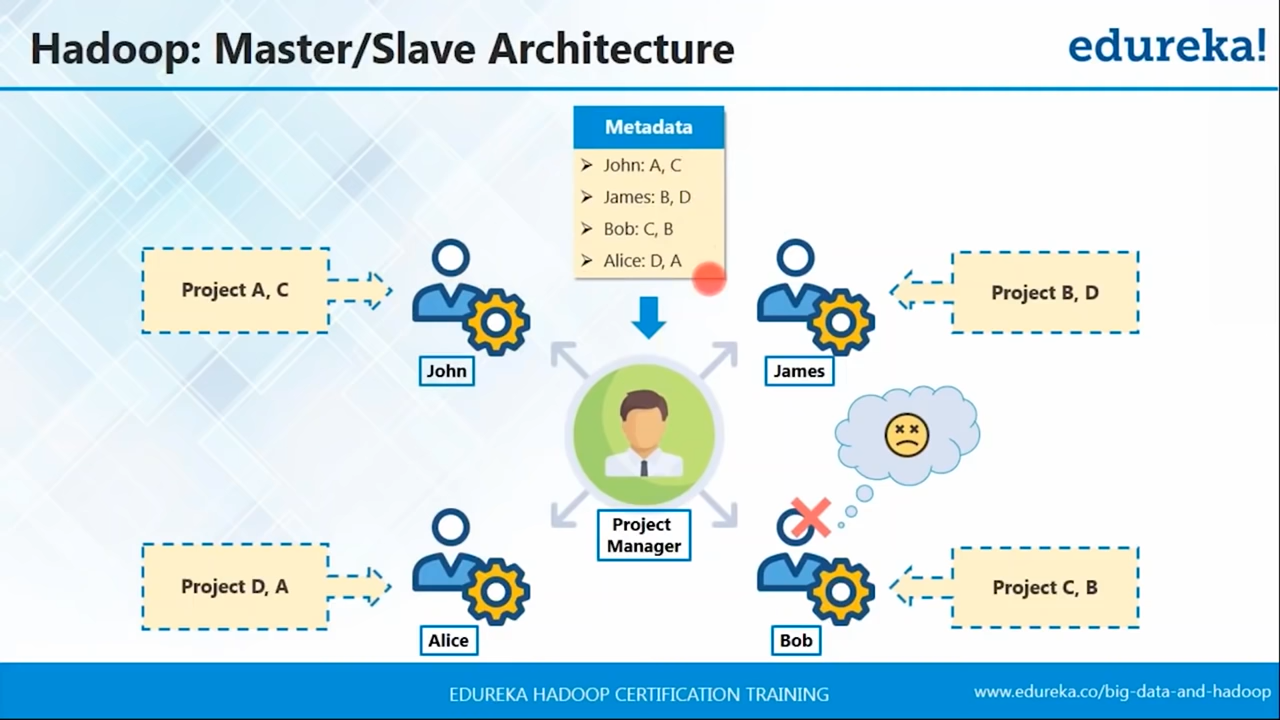 Hadoop: Master/Slave Architecture
edureka!
Metadata
➢ John: A, C
➢ James: B, D
➢ Bob: C, B
➢ Alice: D, A
Project A, C
John
James
Project B, D
Project
Manager
Project D, A
Alice
Bob
Project C, B
EDUREKA HADOOP CERTIFICATION TRAINING
www.edureka.co/big-data-and-hadoop